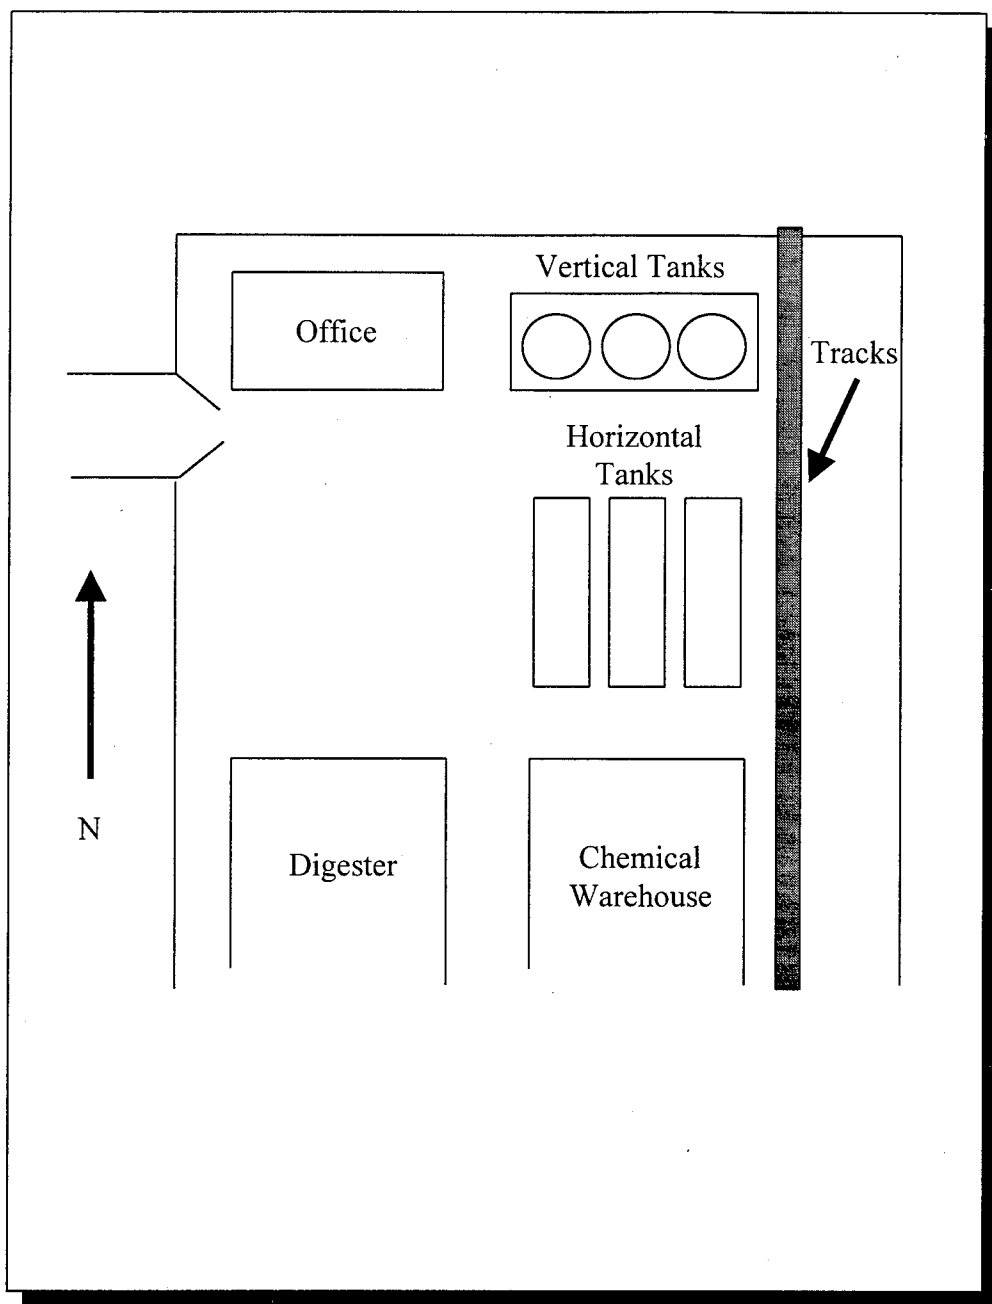 Vertical Tanks
Office
Tracks
Horizontal
Tanks
N
Digester
Chemical
Warehouse